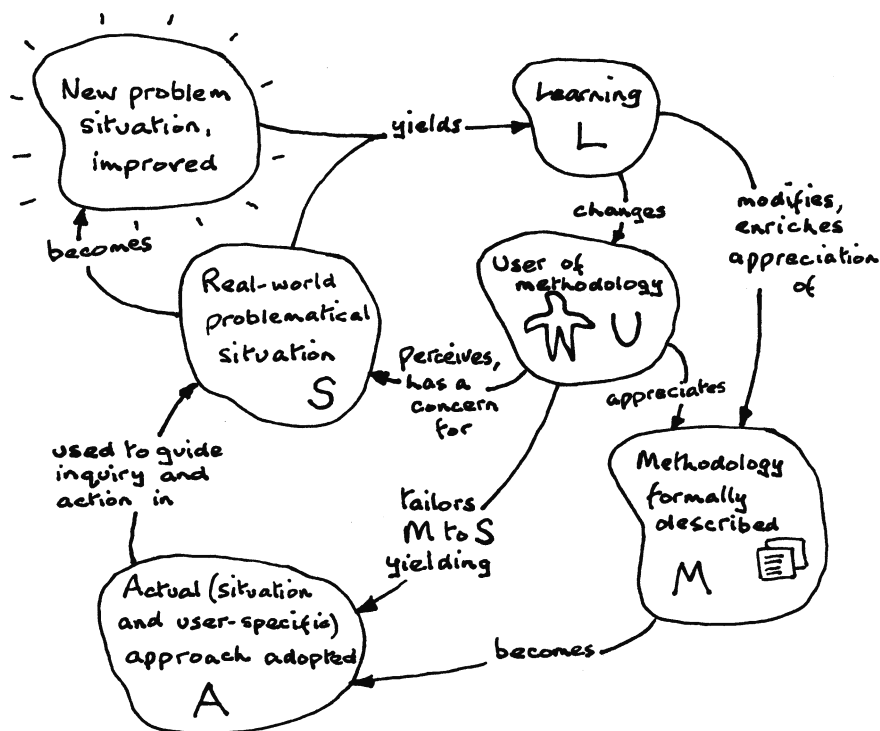 New problem
situation,
improved
yields
Learning
L
changes
modifies,
enriches
appreciation
of
becomes
Real-world
problematical
situation
S
User of
methodology
U
perceives,
has a
concern
for
appreciates
used to guide
inquiry and
action in
tailors
M to S
yielding
Methodology
formally
described
M
Actual (situation
and user-specific)
approach adopted
A
becomes